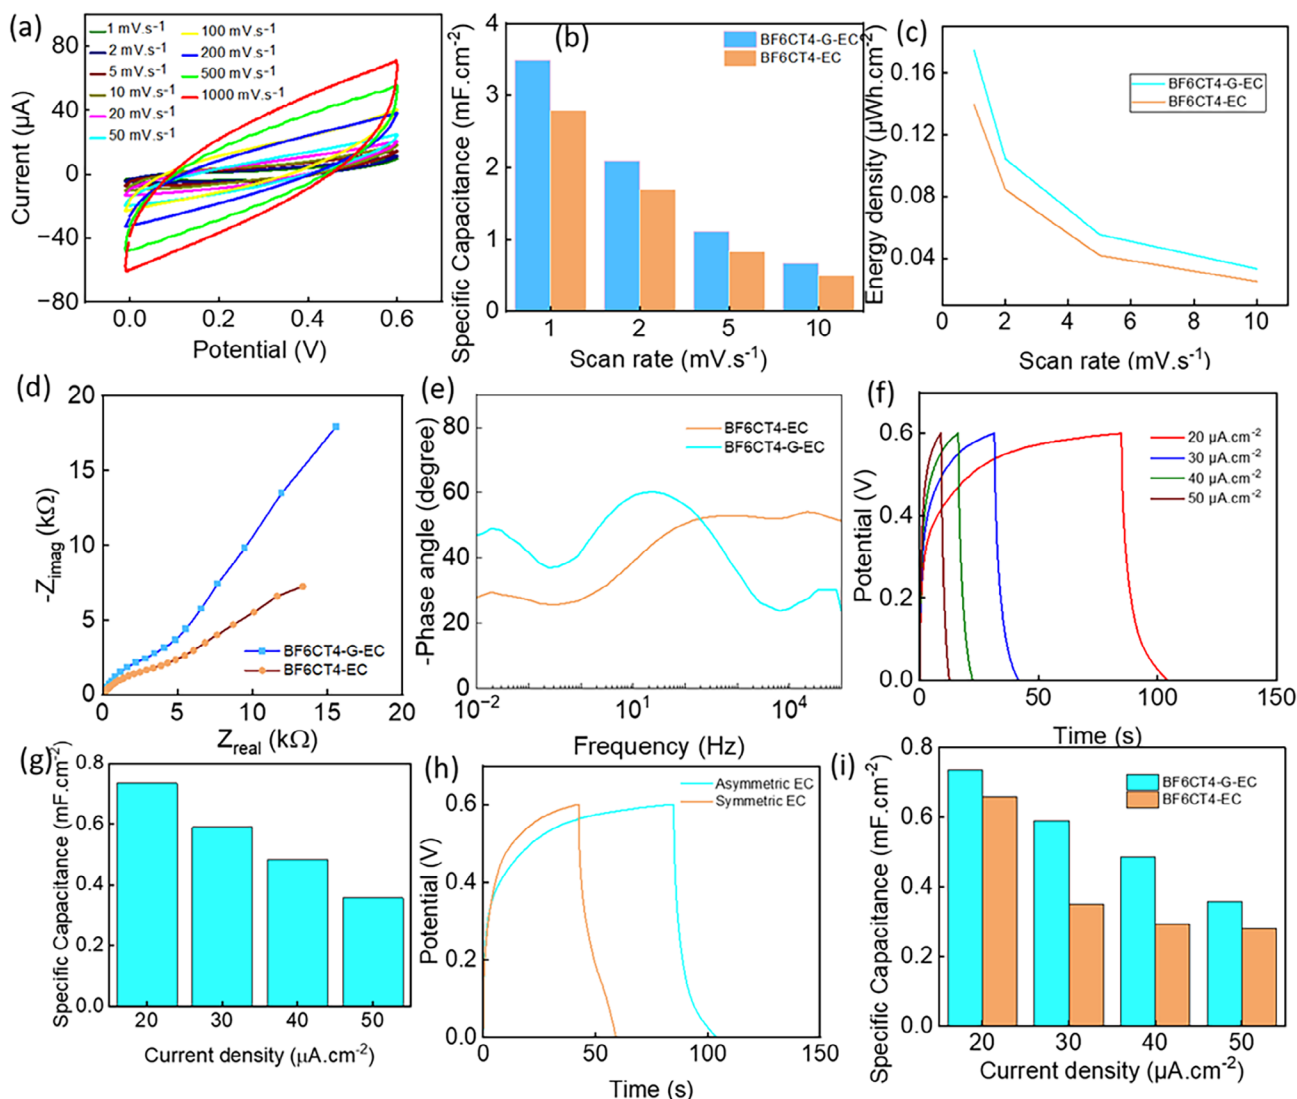 (a)
1 mV.s-1
2 mV.s-1
5 mV.s-1
10 mV.s-1
20 mV.s-1
50 mV.s-1
100 mV.s-1
200 mV.s-1
500 mV.s-1
1000 mV.s-1
80
40
0
−40
−80
Current (µA)
0.0
0.2
0.4
0.6
Potential (V)
(b)
BF6CT4-G-EC
BF6CT4-EC
4
3
2
1
0
Specific Capacitance (mF.cm-2)
1
2
5
10
Scan rate (mV.s-1)
(c)
BF6CT4-G-EC
BF6CT4-EC
0.16
0.12
0.08
0.04
Energy density (µWh.cm-2)
0
2
4
6
8
10
Scan rate (mV.s-1)
(d)
20
15
10
5
0
-Zimag (kΩ)
BF6CT4-G-EC
BF6CT4-EC
0
5
10
15
20
Zreal (kΩ)
(e)
80
60
40
20
0
-Phase angle (degree)
BF6CT4-EC
BF6CT4-G-EC
10-2
101
104
Frequency (Hz)
(f)
0.6
0.4
0.2
0.0
Potential (V)
20 µA.cm-2
30 µA.cm-2
40 µA.cm-2
50 µA.cm-2
0
50
100
150
Time (s)
(g)
0.8
0.6
0.4
0.2
0.0
Specific Capacitance (mF.cm-2)
20
30
40
50
Current density (µA.cm-2)
(h)
Asymmetric EC
Symmetric EC
0.6
0.4
0.2
0.0
Potential (V)
0
50
100
150
Time (s)
(i)
BF6CT4-G-EC
BF6CT4-EC
0.8
0.6
0.4
0.2
0.0
Specific Capacitance (mF.cm-2)
20
30
40
50
Current density (µA.cm-2)